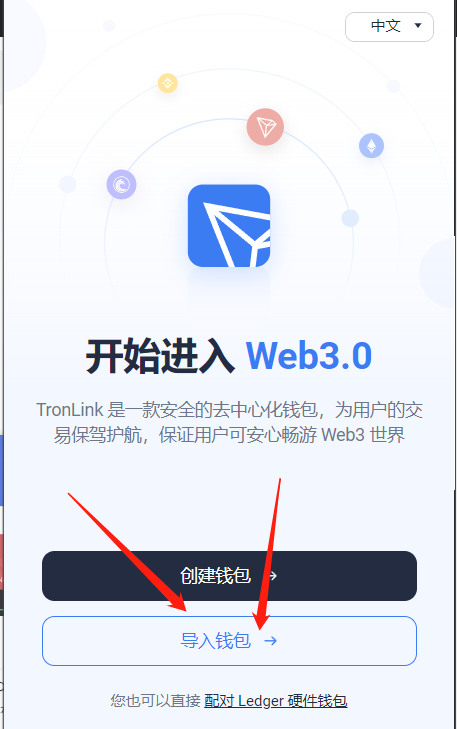 中文
开始进入 Web3.0
TronLink 是一款安全的去中心化钱包，为用户的交
易保驾护航，保证用户可安心畅游 Web3 世界
创建钱包 →
导入钱包 →
您也可以直接 配对 Ledger 硬件钱包